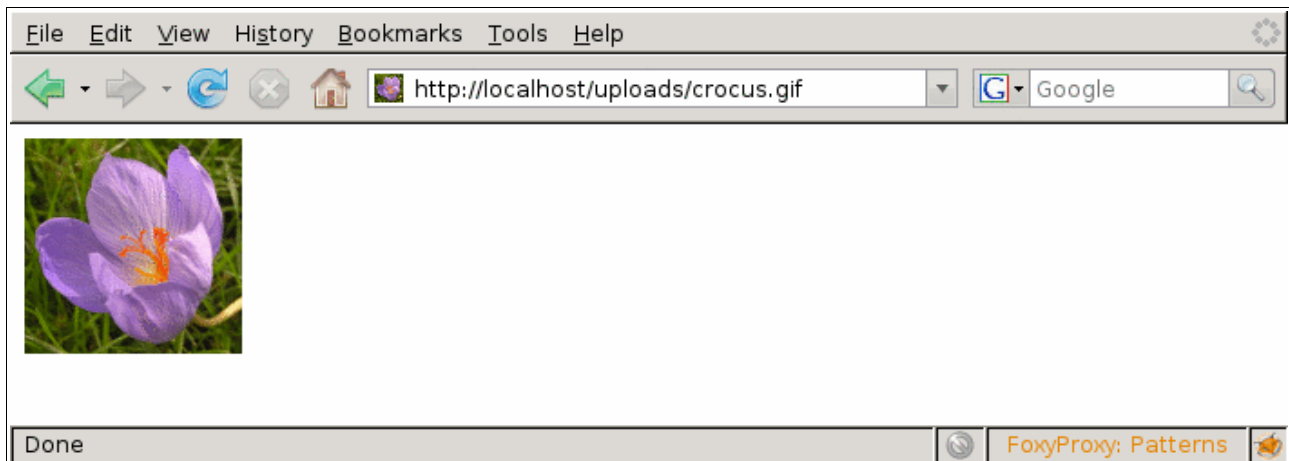 File Edit View History Bookmarks Tools Help
http://localhost/uploads/crocus.gif G Google
Done FoxyProxy: Patterns